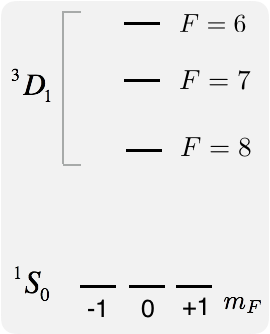 F = 6
³D₁
F = 7
F = 8
¹S₀
-1 0 +1 m_F